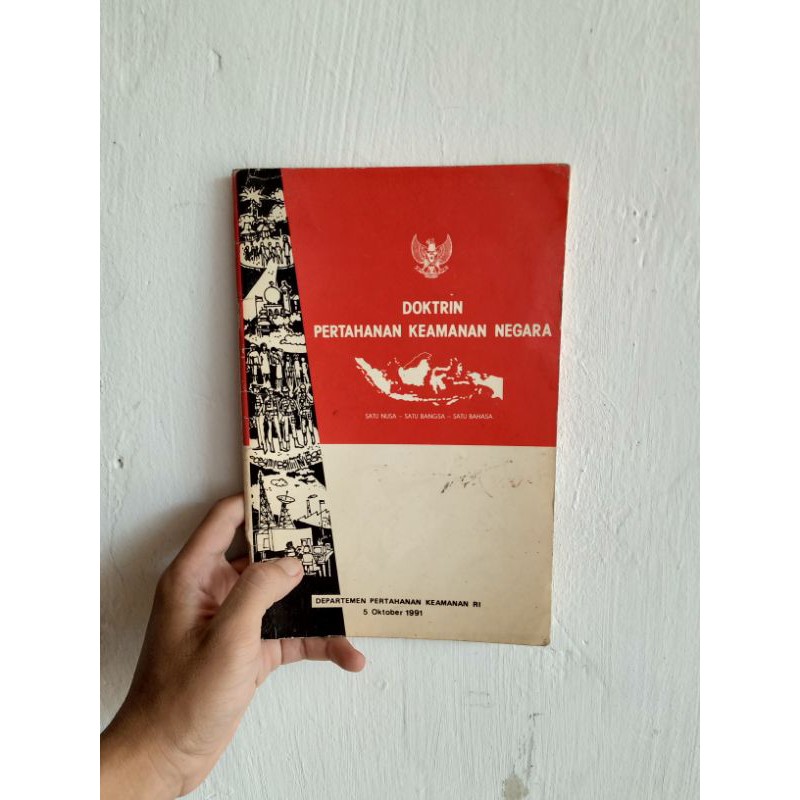 DOKTRIN
PERTAHANAN KEAMANAN NEGARA
SATU NUSA – SATU BANGSA – SATU BAHASA
DEPARTEMEN PERTAHANAN KEAMANAN RI
5 Oktober 1991